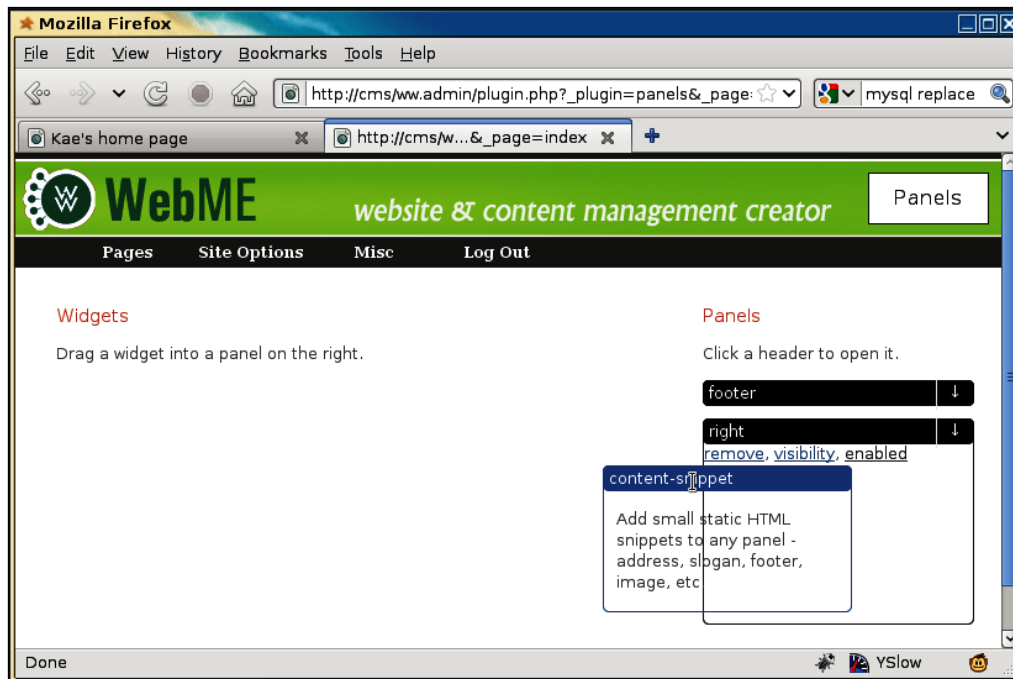 Mozilla Firefox
File Edit View History Bookmarks Tools Help
http://cms/ww.admin/plugin.php?_plugin=panels&_page= mysql replace
Kae's home page http://cms/w...&_page=index
W WebME website & content management creator Panels
Pages Site Options Misc Log Out
Widgets Panels
Drag a widget into a panel on the right. Click a header to open it.
footer ↓
right ↓
remove, visibility, enabled
content-snippet
Add small static HTML
snippets to any panel -
address, slogan, footer,
image, etc
Done YSlow